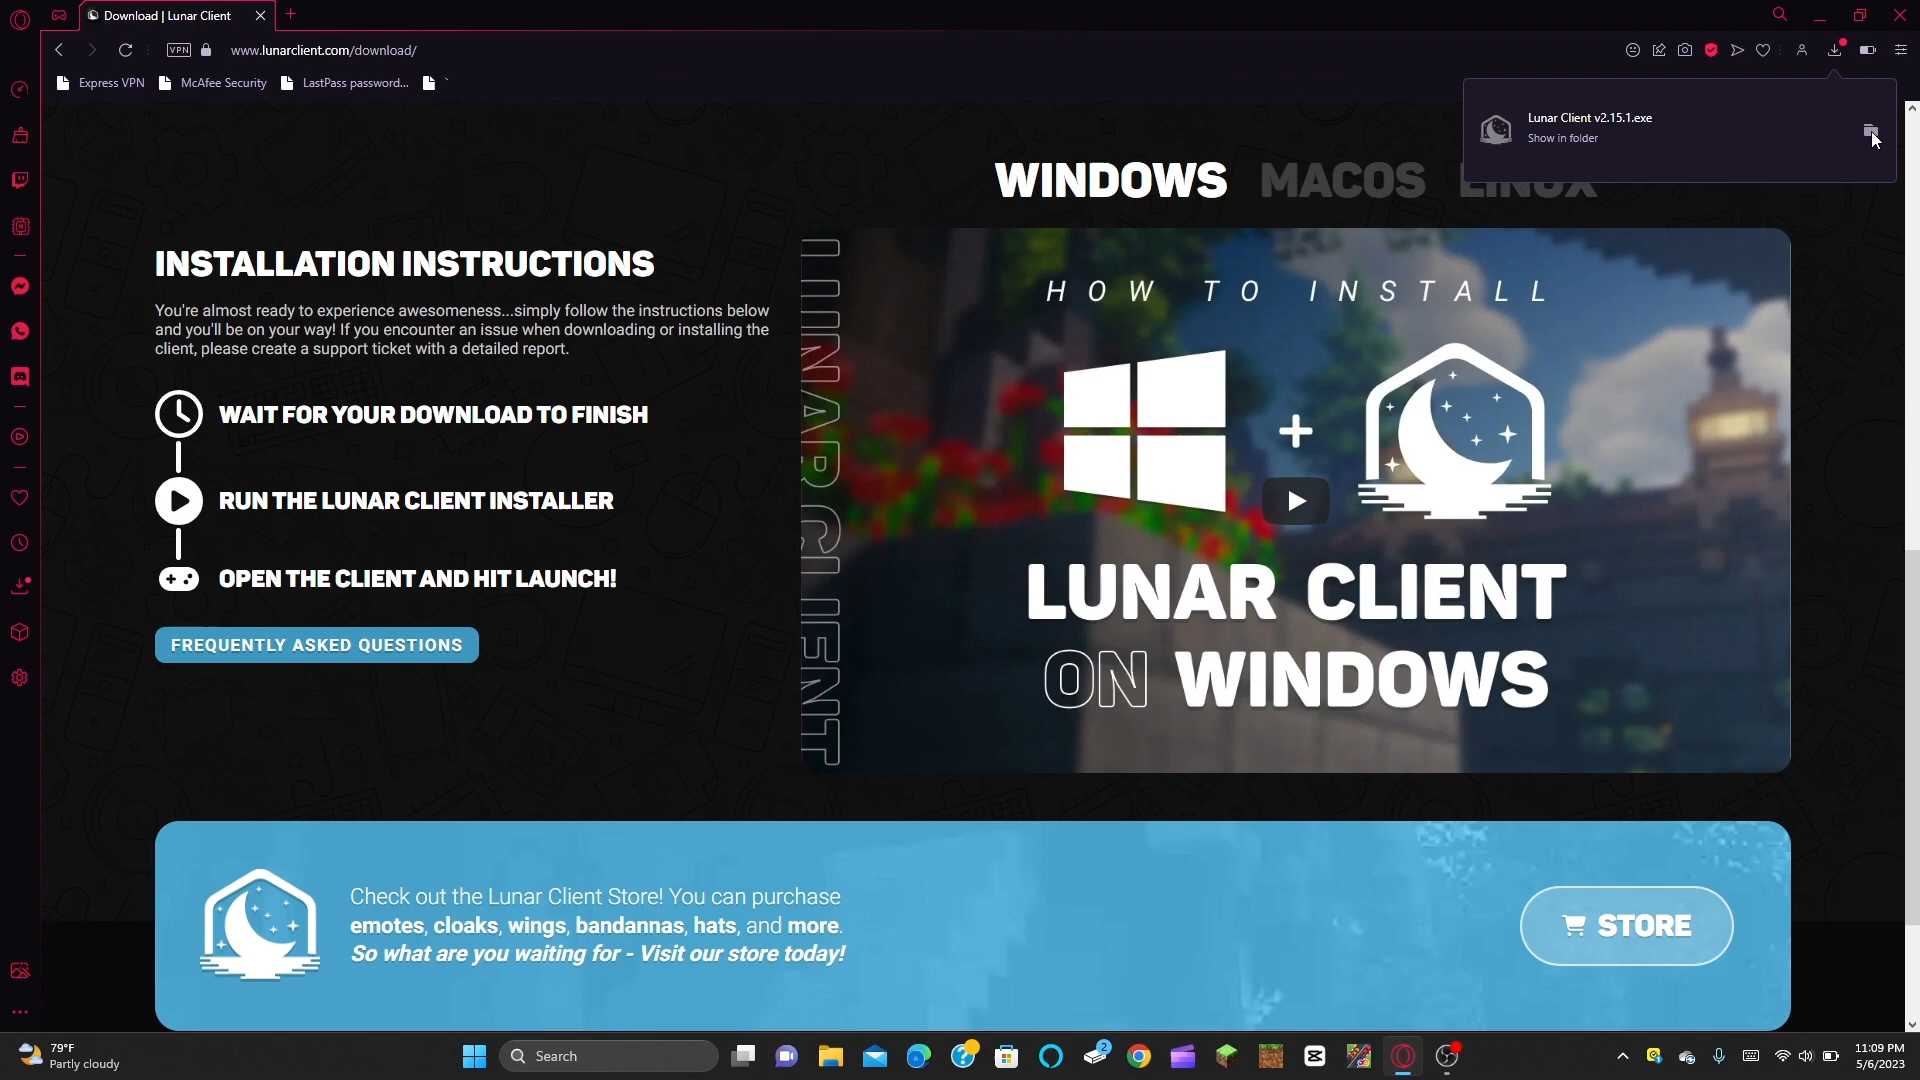 Download | Lunar Client
VPN
www.lunarclient.com/download/
Express VPN
McAfee Security
LastPass password...
`
Lunar Client v2.15.1.exe
Show in folder
WINDOWS MACOS LINUX
INSTALLATION INSTRUCTIONS
You're almost ready to experience awesomeness...simply follow the instructions below
and you'll be on your way! If you encounter an issue when downloading or installing the
client, please create a support ticket with a detailed report.
WAIT FOR YOUR DOWNLOAD TO FINISH
RUN THE LUNAR CLIENT INSTALLER
OPEN THE CLIENT AND HIT LAUNCH!
FREQUENTLY ASKED QUESTIONS
LUNAR CLIENT
HOW TO INSTALL
+
LUNAR CLIENT
ON WINDOWS
Check out the Lunar Client Store! You can purchase
emotes, cloaks, wings, bandannas, hats, and more.
So what are you waiting for - Visit our store today!
STORE
79°F
Partly cloudy
Search
2
11:09 PM
5/6/2023